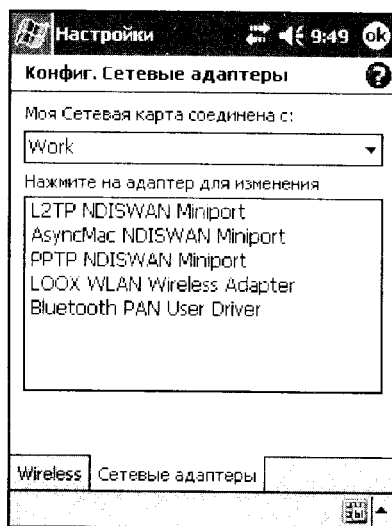 Настройки 9:49 ok
Конфиг. Сетевые адаптеры ?
Моя Сетевая карта соединена с:
Work
Нажмите на адаптер для изменения
L2TP NDISWAN Miniport
AsyncMac NDISWAN Miniport
PPTP NDISWAN Miniport
LOOX WLAN Wireless Adapter
Bluetooth PAN User Driver
Wireless Сетевые адаптеры